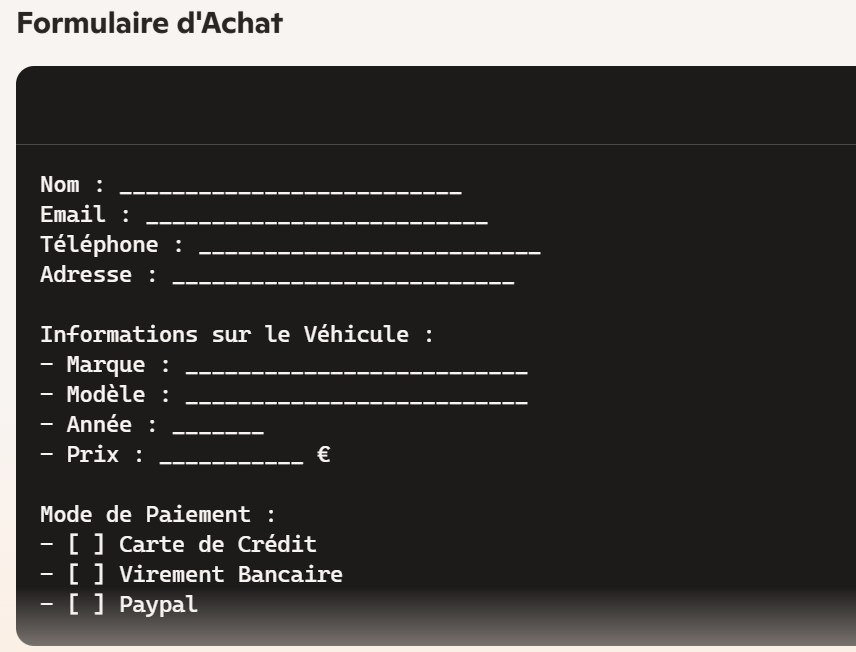 Formulaire d'Achat
Nom : __________________________
Email : __________________________
Téléphone : __________________________
Adresse : __________________________
Informations sur le Véhicule :
- Marque : __________________________
- Modèle : __________________________
- Année : _______
- Prix : ___________ €
Mode de Paiement :
- [ ] Carte de Crédit
- [ ] Virement Bancaire
- [ ] Paypal